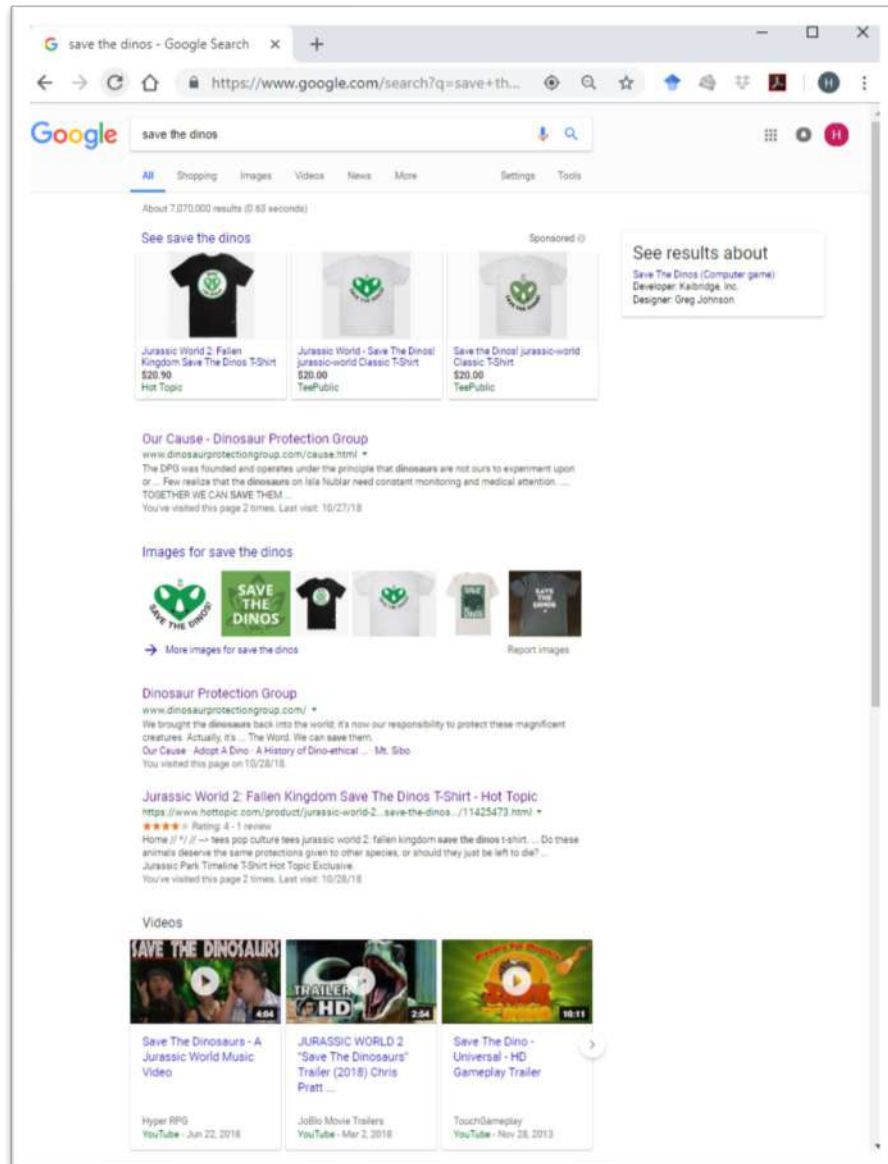 save the dinos - Google Search
https://www.google.com/search?q=save+th...
H
Google
save the dinos
H
All Shopping Images Videos News More Settings Tools
About 7,070,000 results (0.63 seconds)
See save the dinos Sponsored
Jurassic World 2: Fallen
Kingdom Save The Dinos T-Shirt
$20.90
Hot Topic
Jurassic World - Save The Dinos!
jurassic-world Classic T-Shirt
$20.00
TeePublic
Save the Dinos! jurassic-world
Classic T-Shirt
$20.00
TeePublic
See results about
Save The Dinos (Computer game)
Developer: Kaibridge, Inc.
Designer: Greg Johnson
Our Cause - Dinosaur Protection Group
www.dinosaurprotectiongroup.com/cause.html
The DPG was founded and operates under the principle that dinosaurs are not ours to experiment upon
or ... Few realize that the dinosaurs on Isla Nublar need constant monitoring and medical attention. ....
TOGETHER WE CAN SAVE THEM ...
You've visited this page 2 times. Last visit: 10/27/18
Images for save the dinos
SAVE THE DINOS!
SAVE
THE
DINOS
SAVE
THE
DINOS
More images for save the dinos Report images
Dinosaur Protection Group
www.dinosaurprotectiongroup.com/
We brought the dinosaurs back into the world; it's now our responsibility to protect these magnificent
creatures. Actually, it's ... The Word. We can save them.
Our Cause · Adopt A Dino · A History of Dino-ethical ... · Mt. Sibo
You visited this page on 10/28/18.
Jurassic World 2: Fallen Kingdom Save The Dinos T-Shirt - Hot Topic
https://www.hottopic.com/product/jurassic-world-2...save-the-dinos.../11425473.html
Rating: 4 - 1 review
Home // */ // --> tees pop culture tees jurassic world 2: fallen kingdom save the dinos t-shirt. ... Do these
animals deserve the same protections given to other species, or should they just be left to die? ...
Jurassic Park Timeline T-Shirt Hot Topic Exclusive.
You've visited this page 2 times. Last visit: 10/28/18
Videos
SAVE THE DINOSAURS
4:04
Save The Dinosaurs - A
Jurassic World Music
Video
Hyper RPG
YouTube - Jun 22, 2018
TRAILER
HD
2:54
JURASSIC WORLD 2
"Save The Dinosaurs"
Trailer (2018) Chris
Pratt ...
JoBlo Movie Trailers
YouTube - Mar 2, 2018
10:11
Save The Dino -
Universal - HD
Gameplay Trailer
TouchGameplay
YouTube - Nov 28, 2013